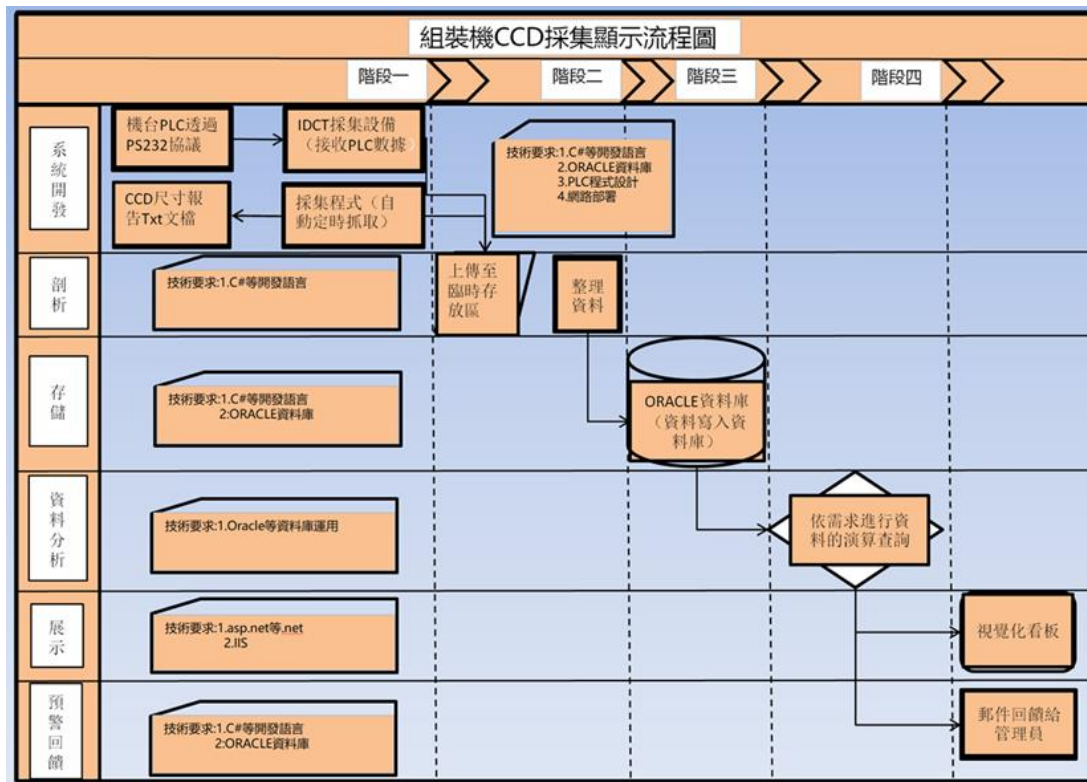 組裝機CCD採集顯示流程圖
階段一
階段二
階段三
階段四
系統開發
機台PLC透過
PS232協議
IDCT採集設備
（接收PLC數據）
技術要求:1.C#等開發語言
2.ORACLE資料庫
3.PLC程式設計
4.網路部署
CCD尺寸報
告Txt文檔
採集程式（自
動定時抓取）
剖析
技術要求:1.C#等開發語言
上傳至
臨時存
放區
整理
資料
存儲
技術要求:1.C#等開發語言
2:ORACLE資料庫
ORACLE資料庫
（資料寫入資
料庫）
資料分析
技術要求:1.Oracle等資料庫運用
依需求進行資
料的演算查詢
展示
技術要求:1.asp.net等.net
2.IIS
視覺化看板
預警回饋
技術要求:1.C#等開發語言
2:ORACLE資料庫
郵件回饋給
管理員